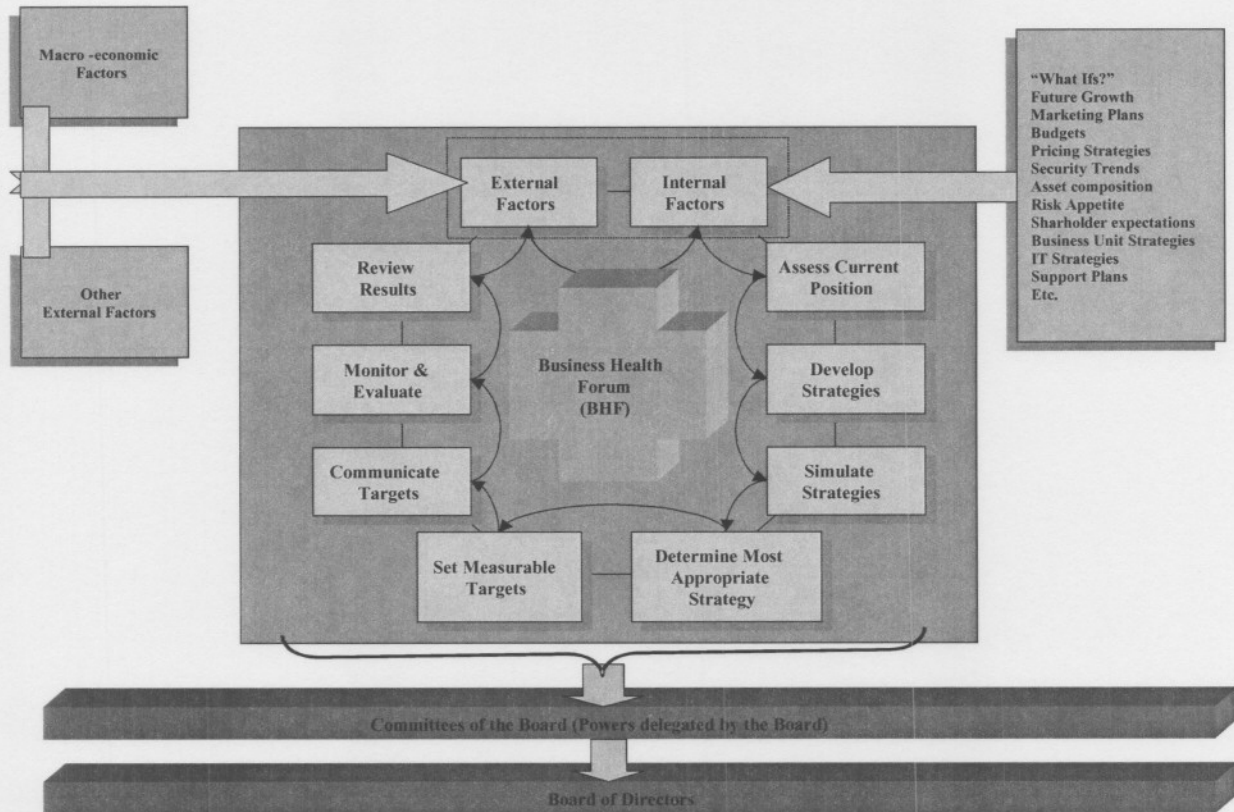 Macro -economic
Factors
Other
External Factors
"What Ifs?"
Future Growth
Marketing Plans
Budgets
Pricing Strategies
Security Trends
Asset composition
Risk Appetite
Sharholder expectations
Business Unit Strategies
IT Strategies
Support Plans
Etc.
External
Factors
Internal
Factors
Review
Results
Assess Current
Position
Monitor &
Evaluate
Business Health
Forum
(BHF)
Develop
Strategies
Communicate
Targets
Simulate
Strategies
Set Measurable
Targets
Determine Most
Appropriate
Strategy
Committees of the Board (Powers delegated by the Board)
Board of Directors